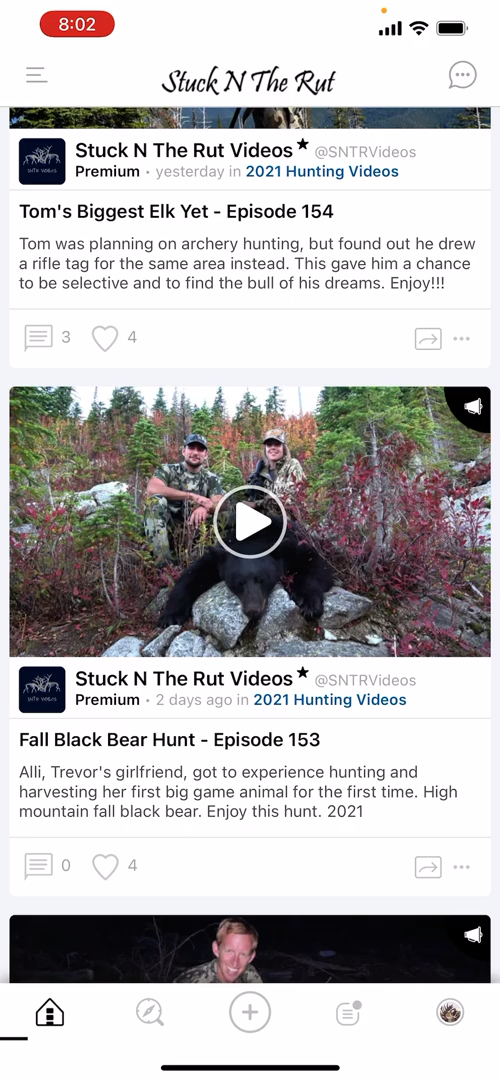 8:02
Stuck N The Rut
Stuck N The Rut Videos★ @SNTRVideos
Premium • yesterday in 2021 Hunting Videos
Tom's Biggest Elk Yet - Episode 154
Tom was planning on archery hunting, but found out he drew
a rifle tag for the same area instead. This gave him a chance
to be selective and to find the bull of his dreams. Enjoy!!!
3 4
Stuck N The Rut Videos★ @SNTRVideos
Premium • 2 days ago in 2021 Hunting Videos
Fall Black Bear Hunt - Episode 153
Alli, Trevor's girlfriend, got to experience hunting and
harvesting her first big game animal for the first time. High
mountain fall black bear. Enjoy this hunt. 2021
0 4